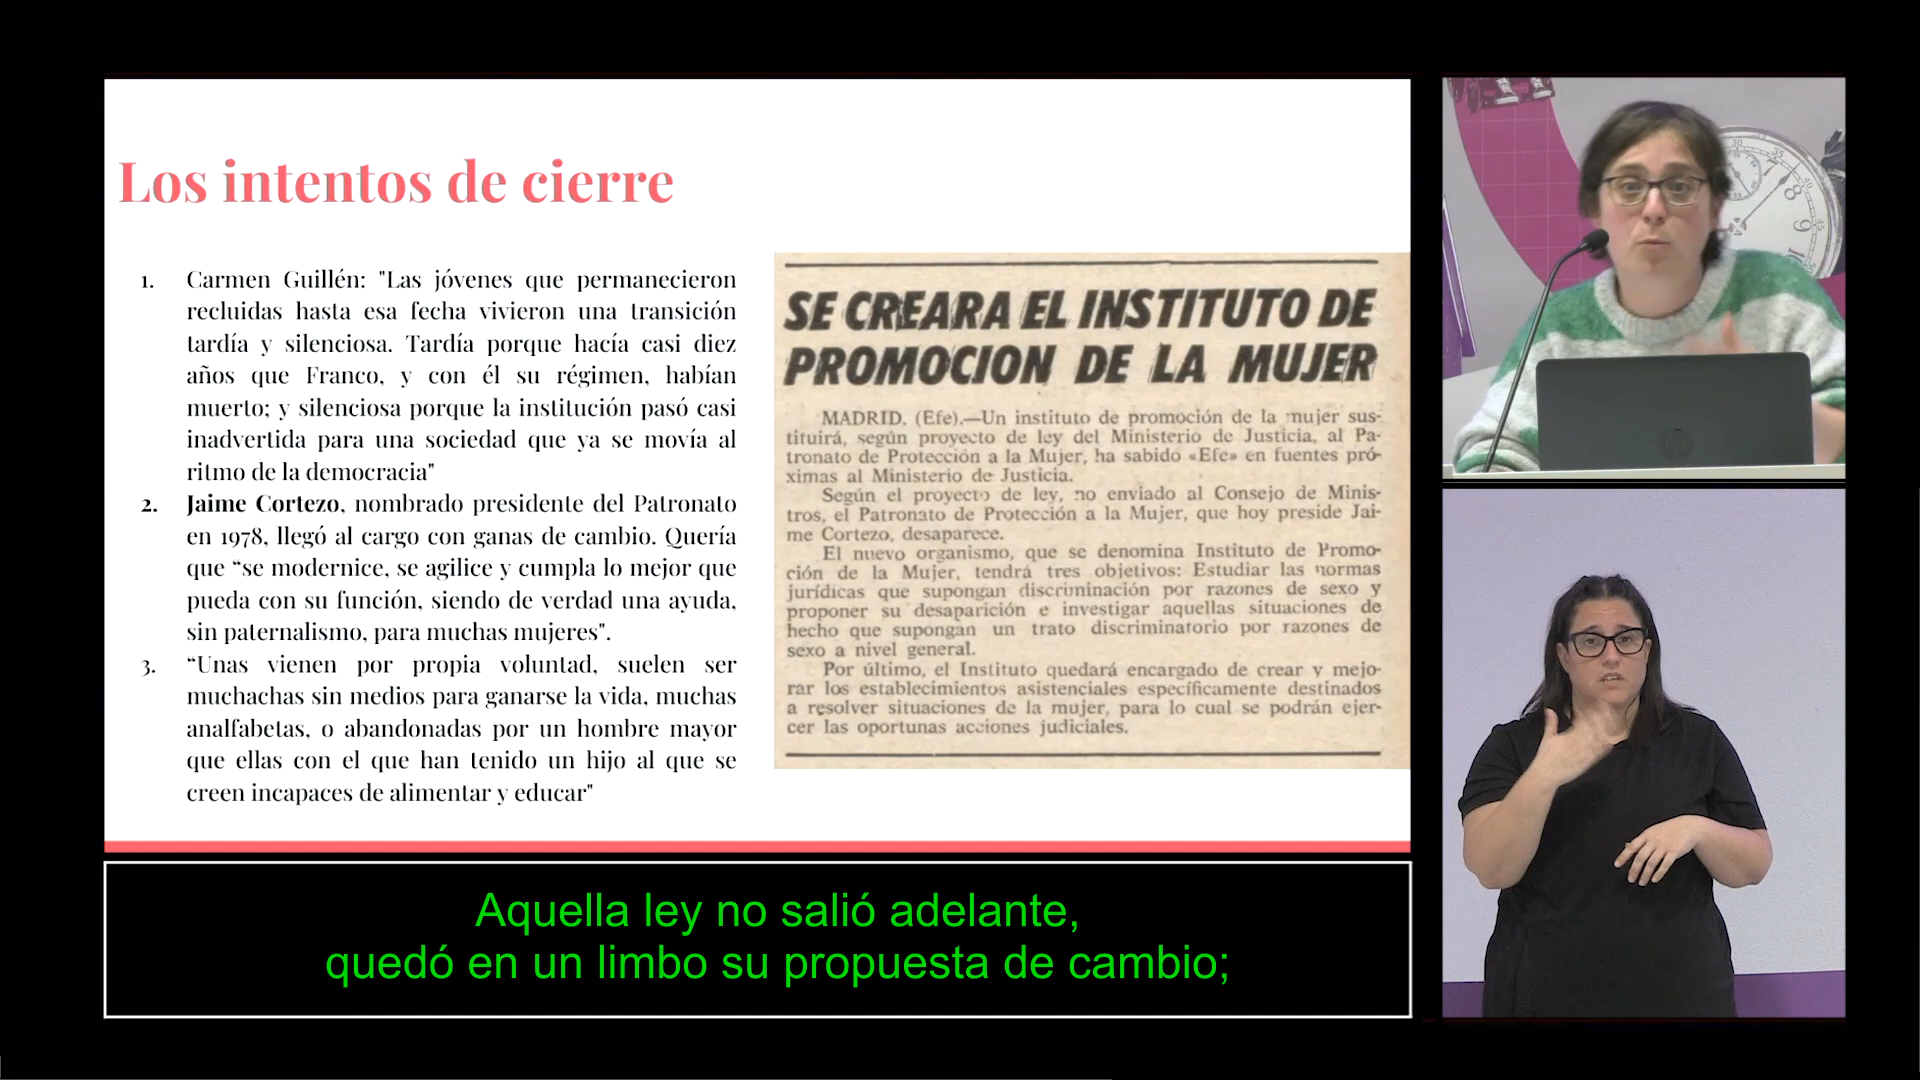 Los intentos de cierre
1. Carmen Guillén: "Las jóvenes que permanecieron
recluidas hasta esa fecha vivieron una transición
tardía y silenciosa. Tardía porque hacía casi diez
años que Franco, y con él su régimen, habían
muerto; y silenciosa porque la institución pasó casi
inadvertida para una sociedad que ya se movía al
ritmo de la democracia"
2. Jaime Cortezo, nombrado presidente del Patronato
en 1978, llegó al cargo con ganas de cambio. Quería
que “se modernice, se agilice y cumpla lo mejor que
pueda con su función, siendo de verdad una ayuda,
sin paternalismo, para muchas mujeres".
3. “Unas vienen por propia voluntad, suelen ser
muchachas sin medios para ganarse la vida, muchas
analfabetas, o abandonadas por un hombre mayor
que ellas con el que han tenido un hijo al que se
creen incapaces de alimentar y educar"
SE CREARA EL INSTITUTO DE
PROMOCION DE LA MUJER
MADRID. (Efe).—Un instituto de promoción de la mujer sus-
tituirá, según proyecto de ley del Ministerio de Justicia, al Pa-
tronato de Protección a la Mujer, ha sabido «Efe» en fuentes pró-
ximas al Ministerio de Justicia.
Según el proyecto de ley, no enviado al Consejo de Minis-
tros, el Patronato de Protección a la Mujer, que hoy preside Jai-
me Cortezo, desaparece.
El nuevo organismo, que se denomina Instituto de Promo-
ción de la Mujer, tendrá tres objetivos: Estudiar las normas
jurídicas que supongan discriminación por razones de sexo y
proponer su desaparición e investigar aquellas situaciones de
hecho que supongan un trato discriminatorio por razones de
sexo a nivel general.
Por último, el Instituto quedará encargado de crear y mejo-
rar los establecimientos asistenciales específicamente destinados
a resolver situaciones de la mujer, para lo cual se podrán ejer-
cer las oportunas acciones judiciales.
Aquella ley no salió adelante,
quedó en un limbo su propuesta de cambio;